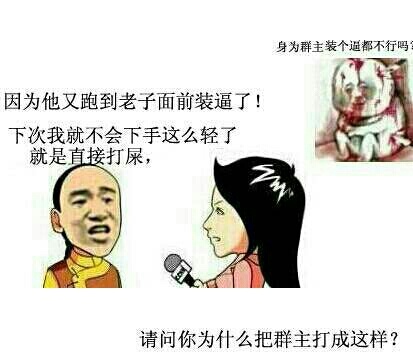 身为群主装个逼都不行吗?
因为他又跑到老子面前装逼了!
下次我就不会下手这么轻了
就是直接打屎,
请问你为什么把群主打成这样?